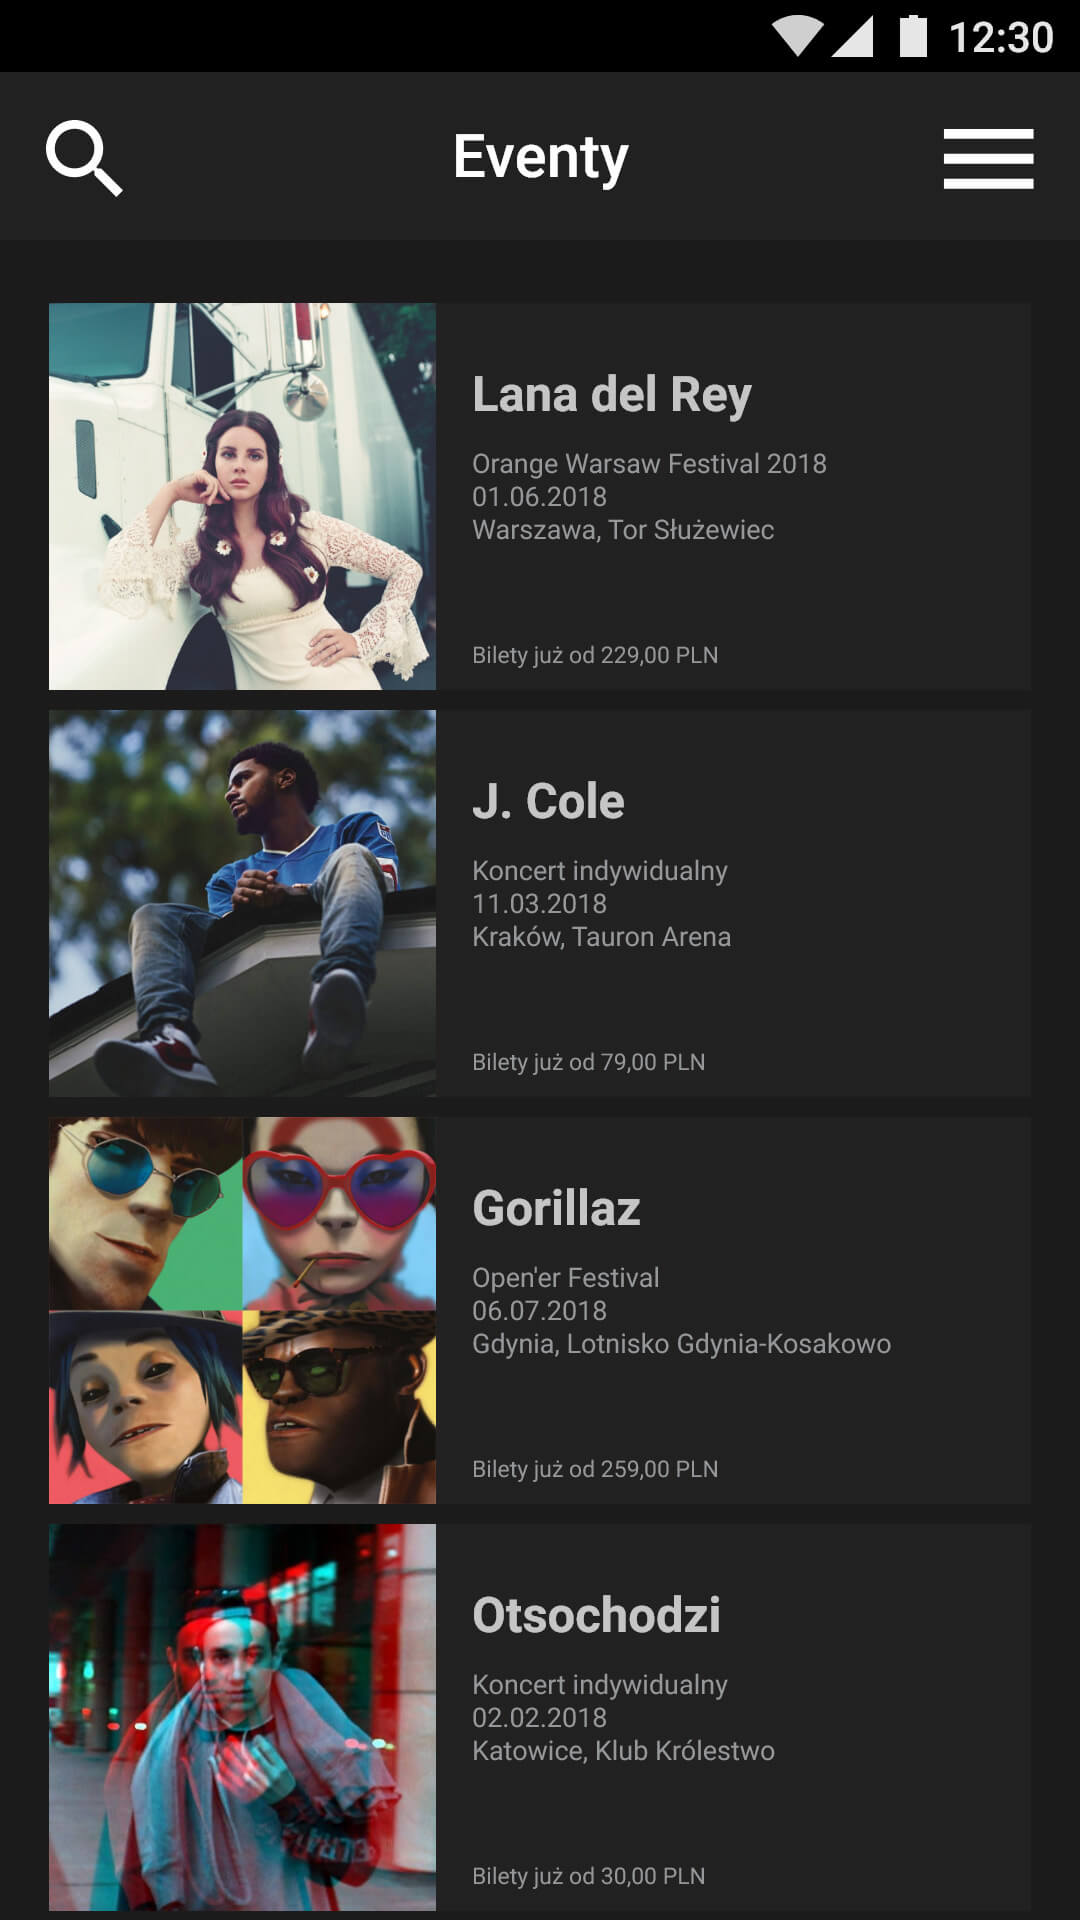 12:30
Eventy
Lana del Rey
Orange Warsaw Festival 2018
01.06.2018
Warszawa, Tor Służewiec
Bilety już od 229,00 PLN
J. Cole
Koncert indywidualny
11.03.2018
Kraków, Tauron Arena
Bilety już od 79,00 PLN
Gorillaz
Open'er Festival
06.07.2018
Gdynia, Lotnisko Gdynia-Kosakowo
Bilety już od 259,00 PLN
Otsochodzi
Koncert indywidualny
02.02.2018
Katowice, Klub Królestwo
Bilety już od 30,00 PLN